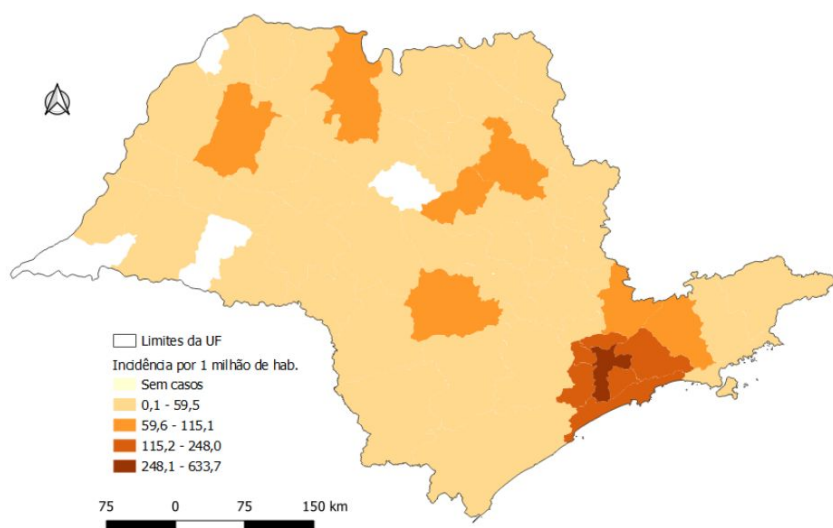 Limites da UF
Incidência por 1 milhão de hab.
Sem casos
0,1 - 59,5
59,6 - 115,1
115,2 - 248,0
248,1 - 633,7
75 0 75 150 km